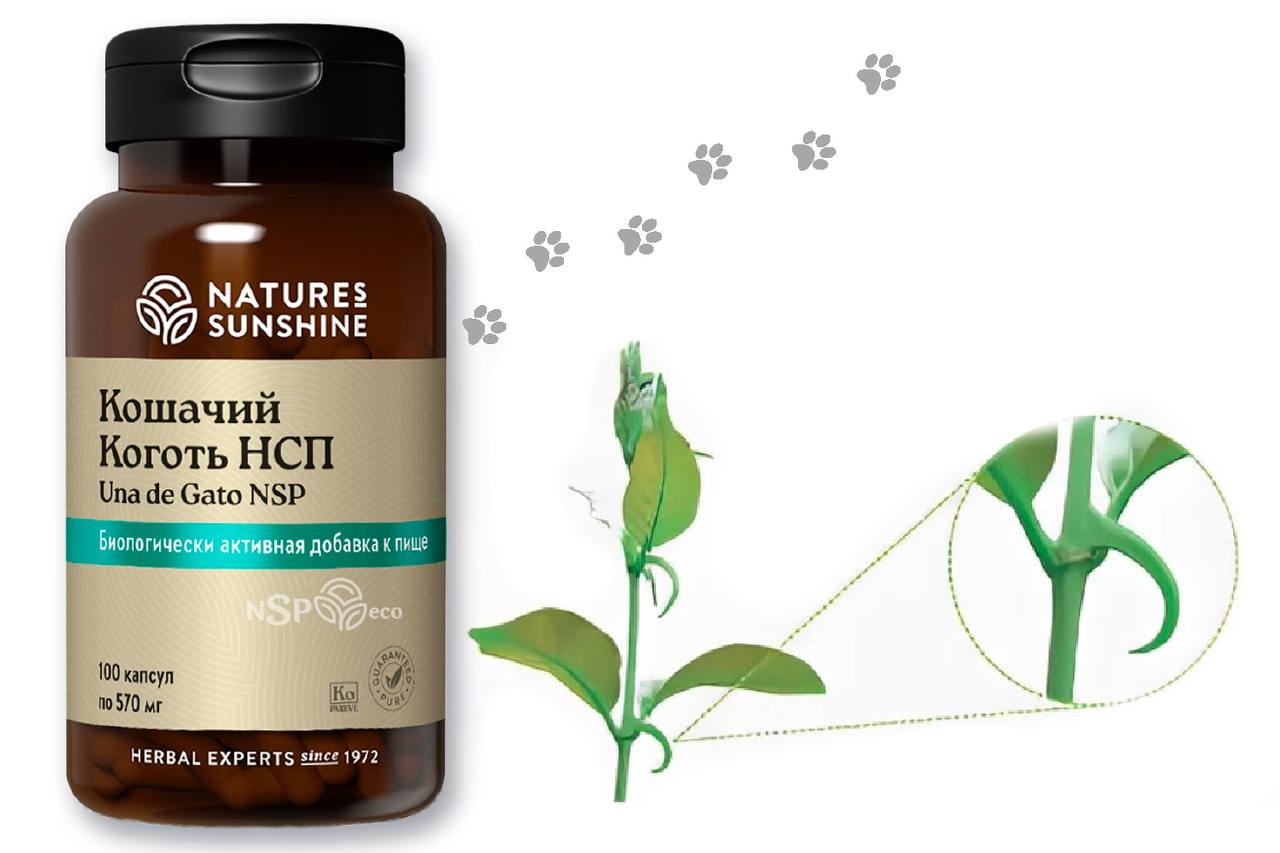 NATURES
SUNSHINE
Кошачий
Коготь НСП
Una de Gato NSP
Биологически активная добавка к пище
NSP eco
100 капсул
по 570 мг
Ko
PAREVE
GUARANTEED
PURE
HERBAL EXPERTS since 1972